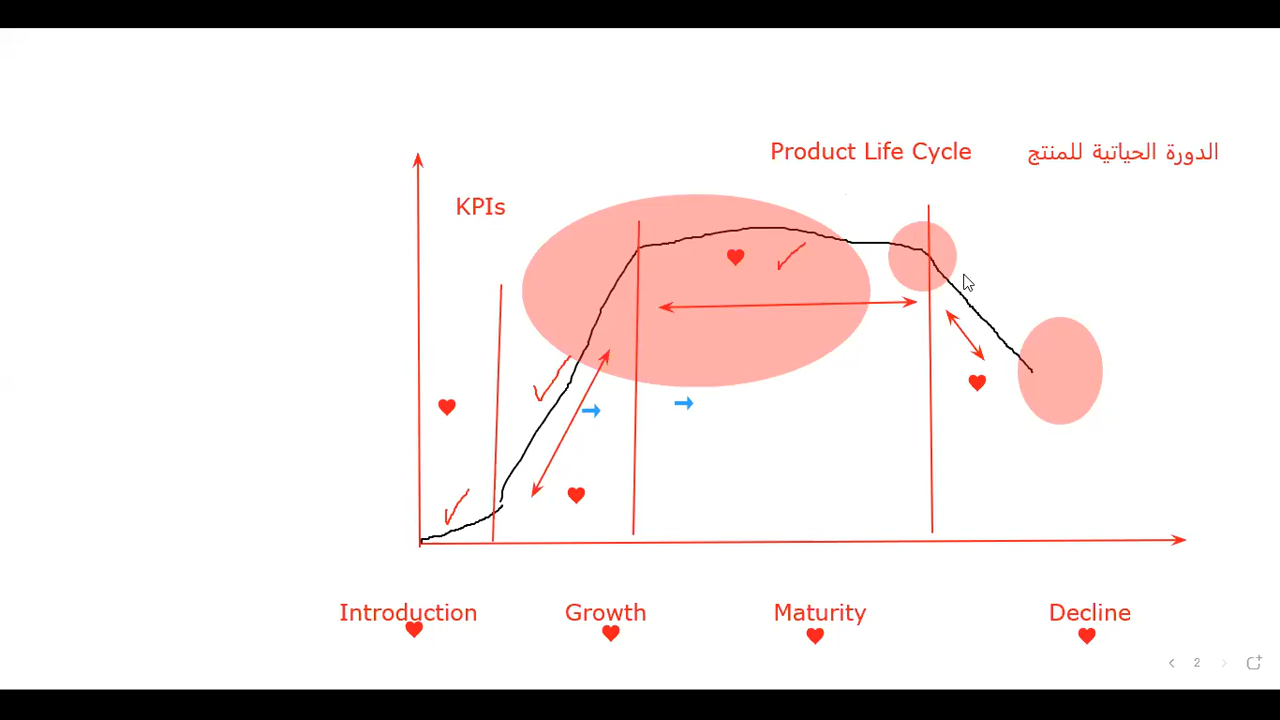 Product Life Cycle
الدورة الحياتية للمنتج
KPIs
Introduction
Growth
Maturity
Decline
2